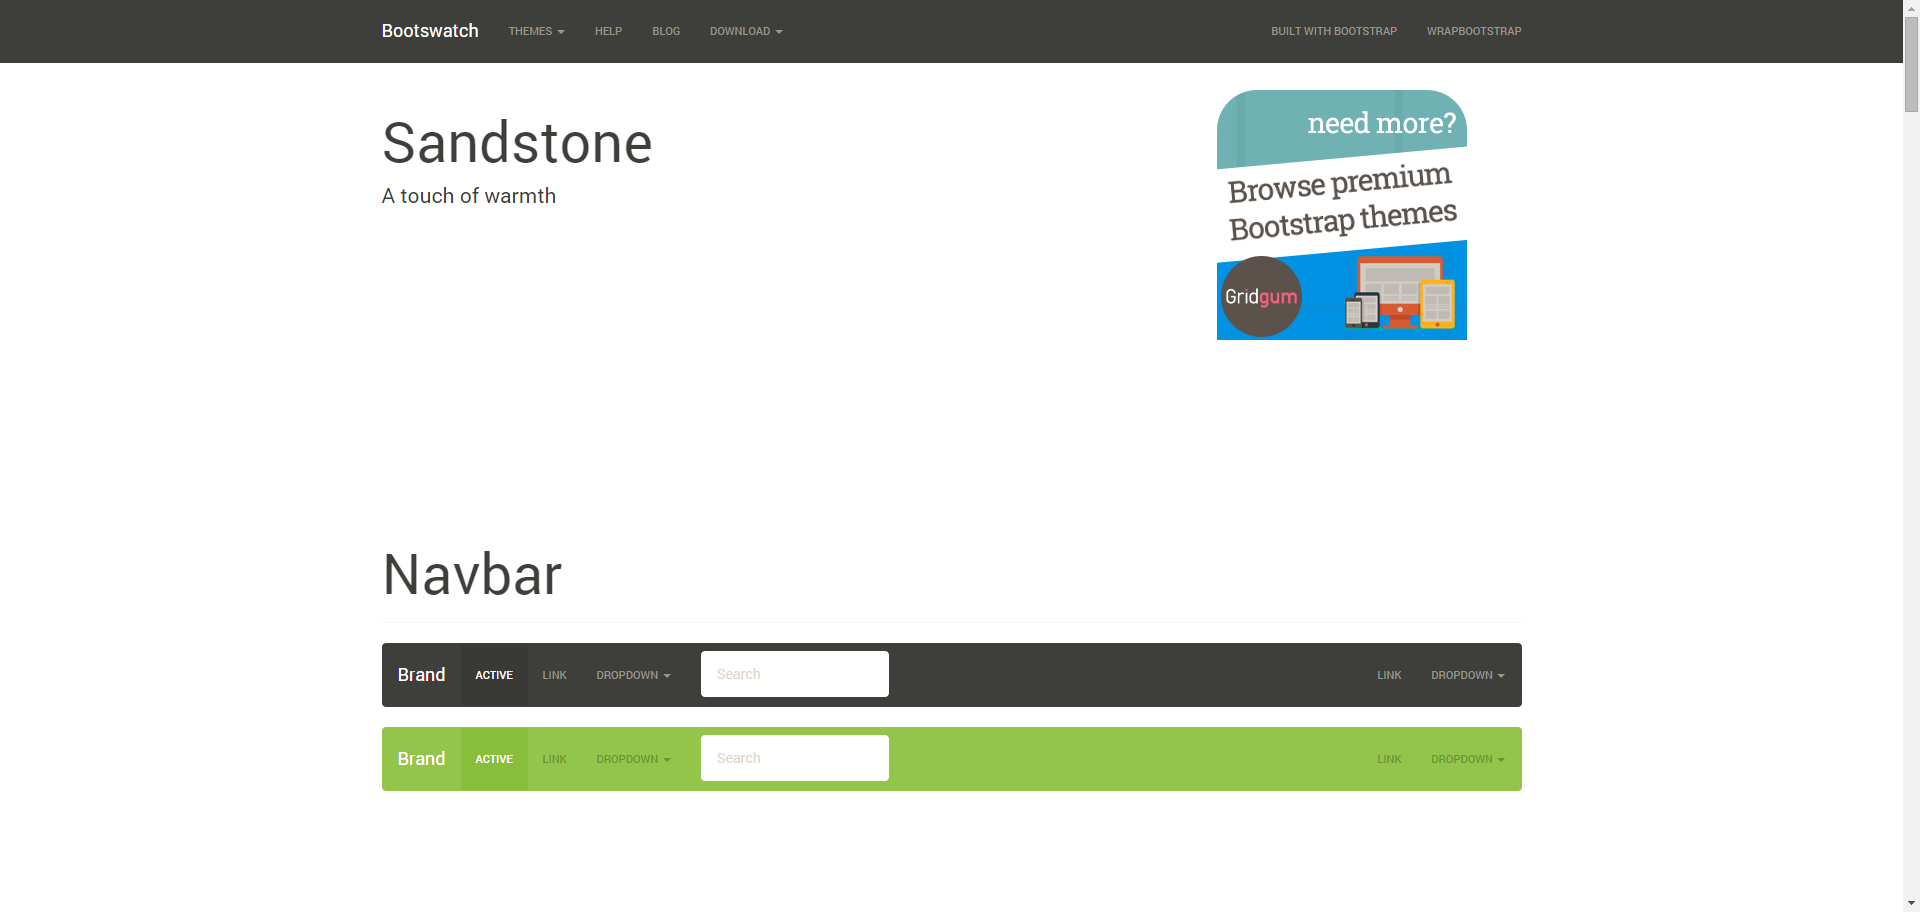 Bootswatch THEMES HELP BLOG DOWNLOAD BUILT WITH BOOTSTRAP WRAPBOOTSTRAP
Sandstone
A touch of warmth
need more?
Browse premium
Bootstrap themes
Gridgum
Navbar
Brand ACTIVE LINK DROPDOWN Search LINK DROPDOWN
Brand ACTIVE LINK DROPDOWN Search LINK DROPDOWN